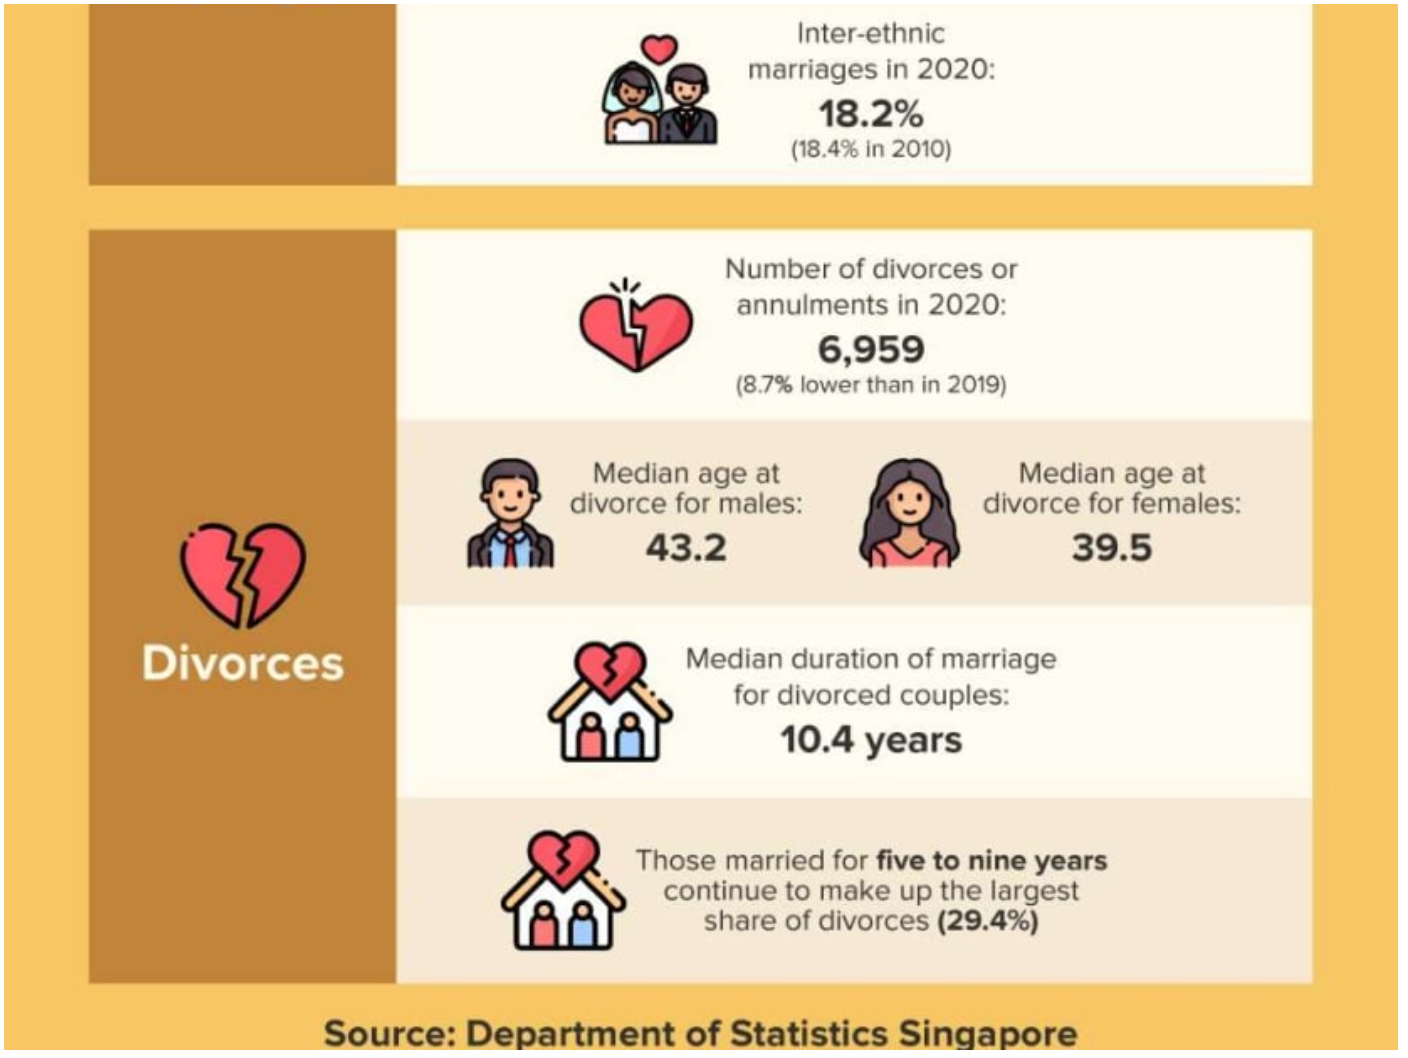 Inter-ethnic
marriages in 2020:
18.2%
(18.4% in 2010)
Number of divorces or
annulments in 2020:
6,959
(8.7% lower than in 2019)
Median age at
divorce for males:
43.2
Median age at
divorce for females:
39.5
Divorces
Median duration of marriage
for divorced couples:
10.4 years
Those married for five to nine years
continue to make up the largest
share of divorces (29.4%)
Source: Department of Statistics Singapore